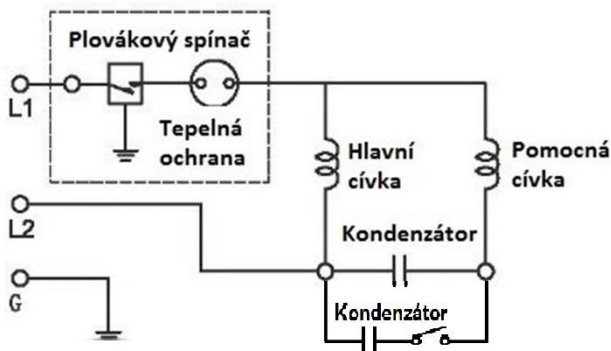 Plovákový spínač
L1
Tepelná
ochrana
Hlavní
cívka
Pomocná
cívka
L2
Kondenzátor
G
Kondenzátor